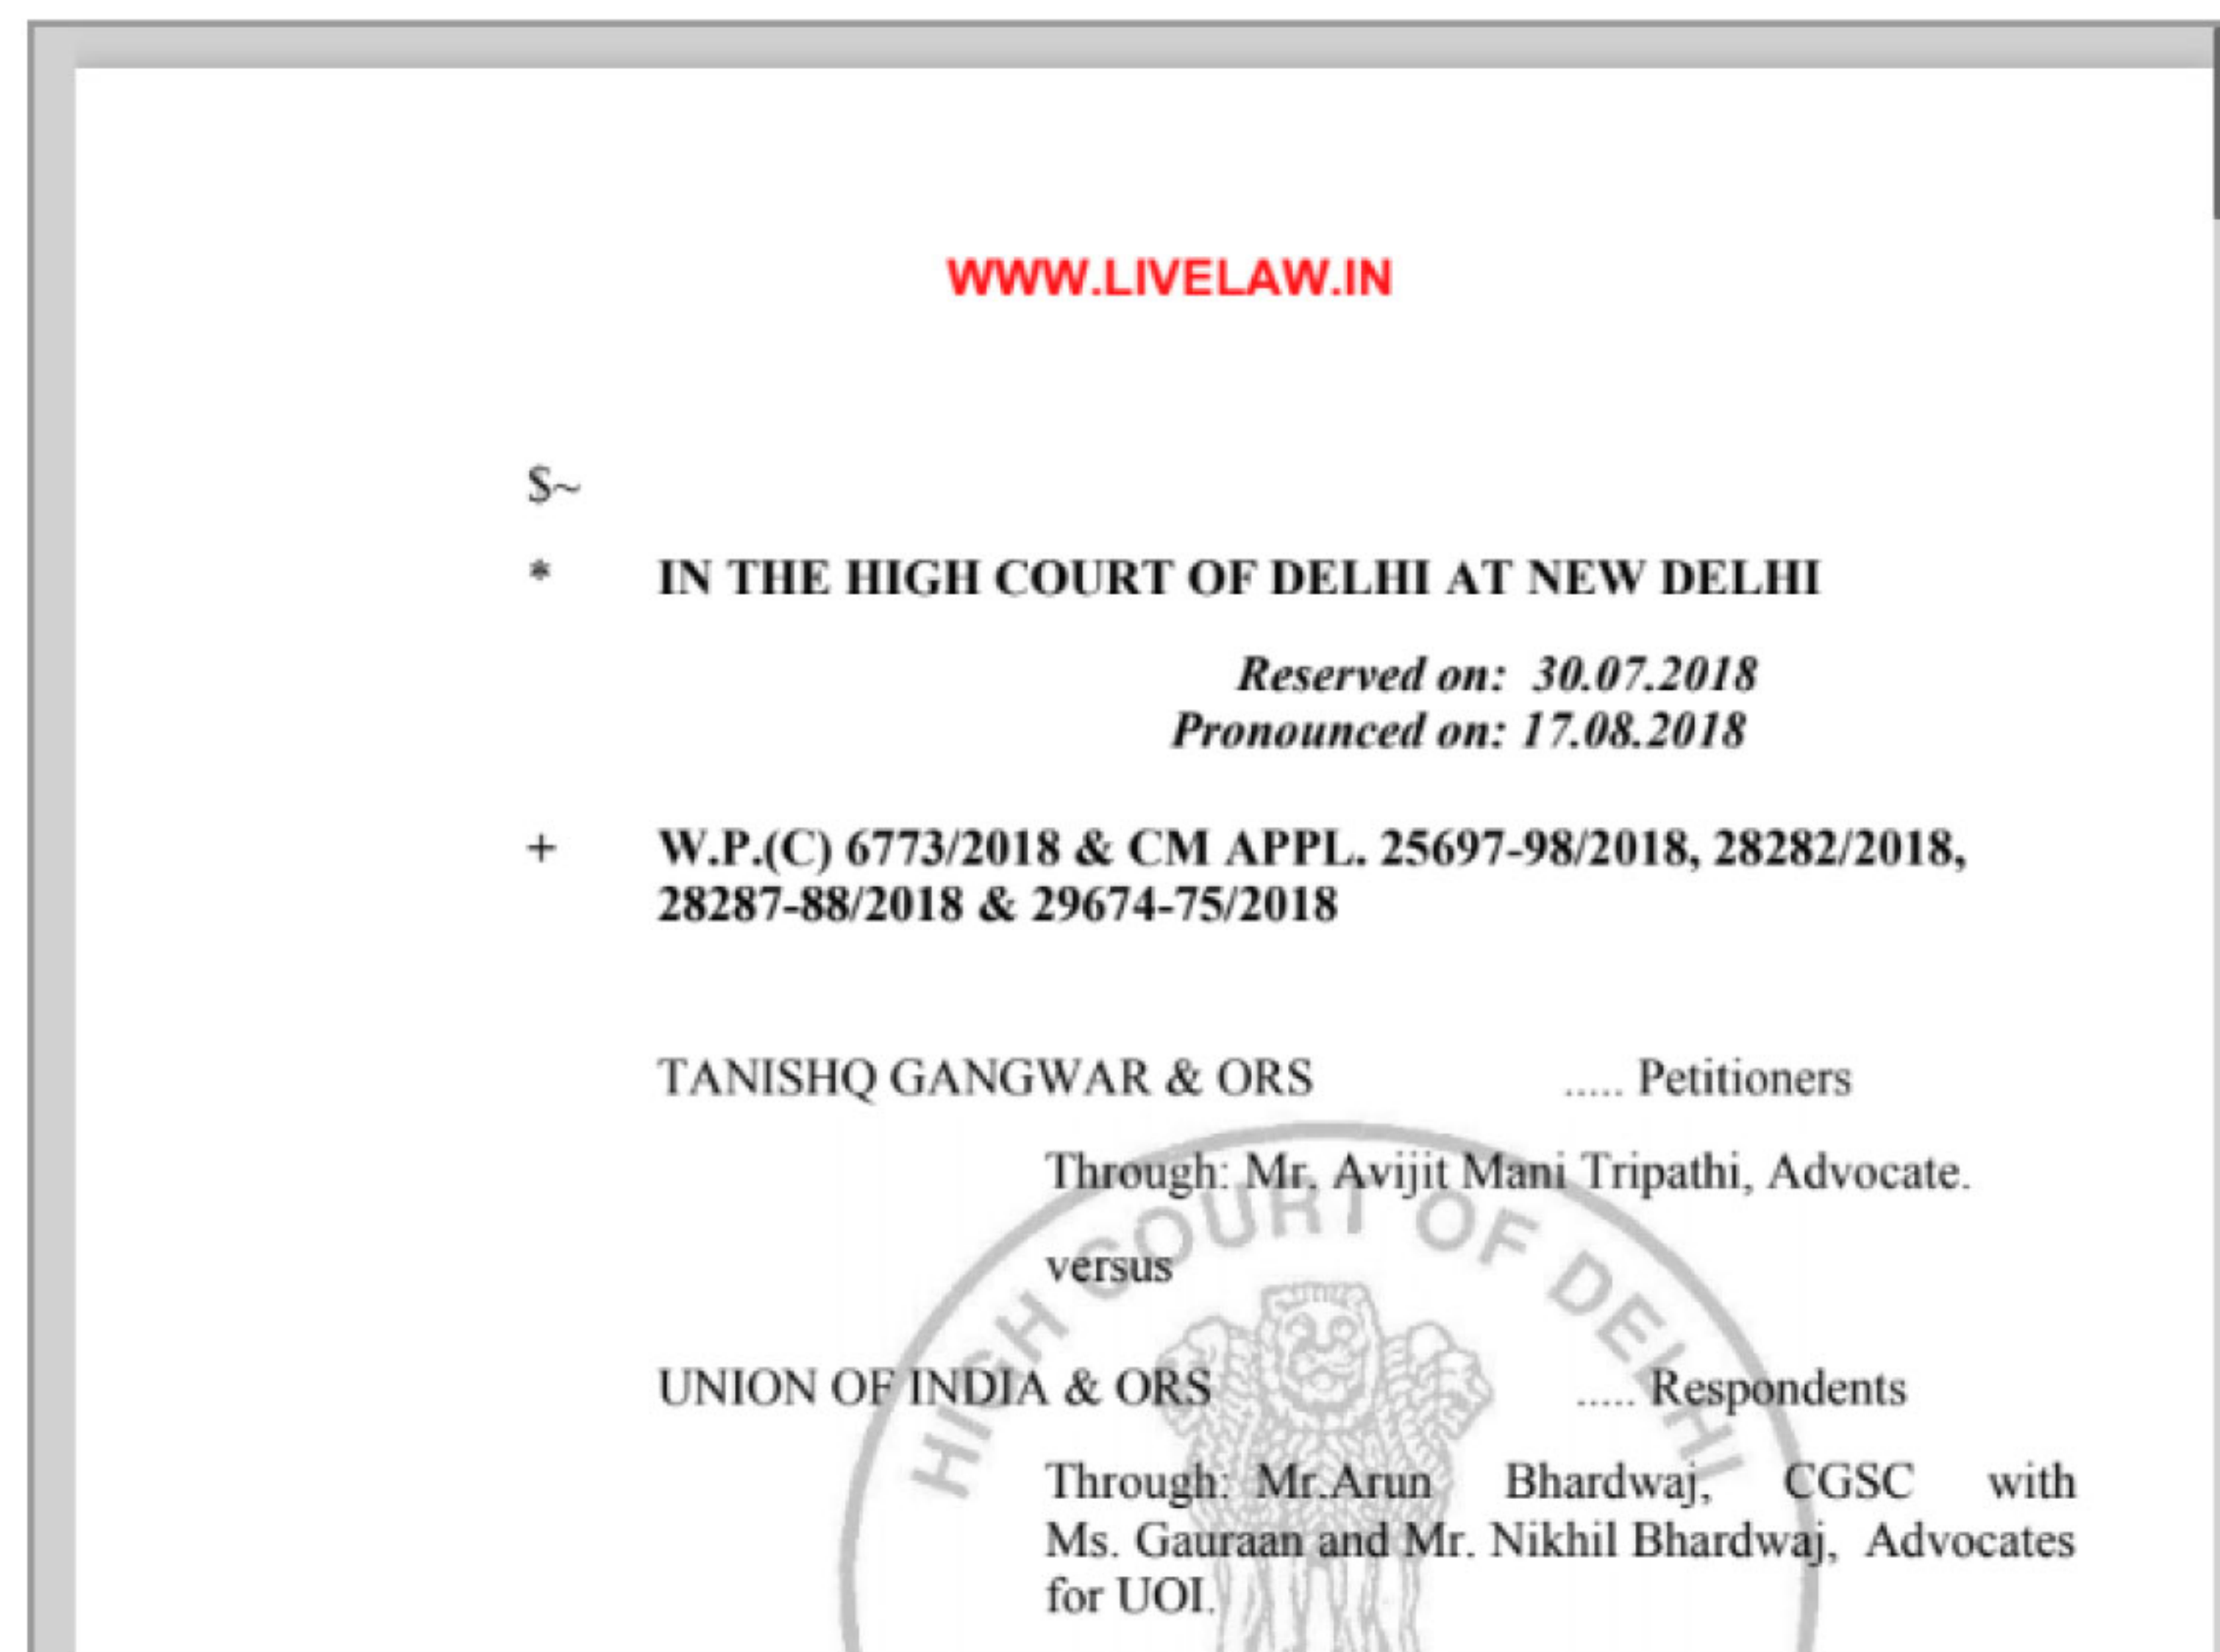 WWW.LIVELAW.IN
$~
* IN THE HIGH COURT OF DELHI AT NEW DELHI
Reserved on: 30.07.2018
Pronounced on: 17.08.2018
+ W.P.(C) 6773/2018 & CM APPL. 25697-98/2018, 28282/2018,
28287-88/2018 & 29674-75/2018
TANISHQ GANGWAR & ORS ..... Petitioners
Through: Mr. Avijit Mani Tripathi, Advocate.
versus
UNION OF INDIA & ORS ..... Respondents
Through: Mr.Arun Bhardwaj, CGSC with
Ms. Gauraan and Mr. Nikhil Bhardwaj, Advocates
for UOI.
HIGH COURT OF DELHI